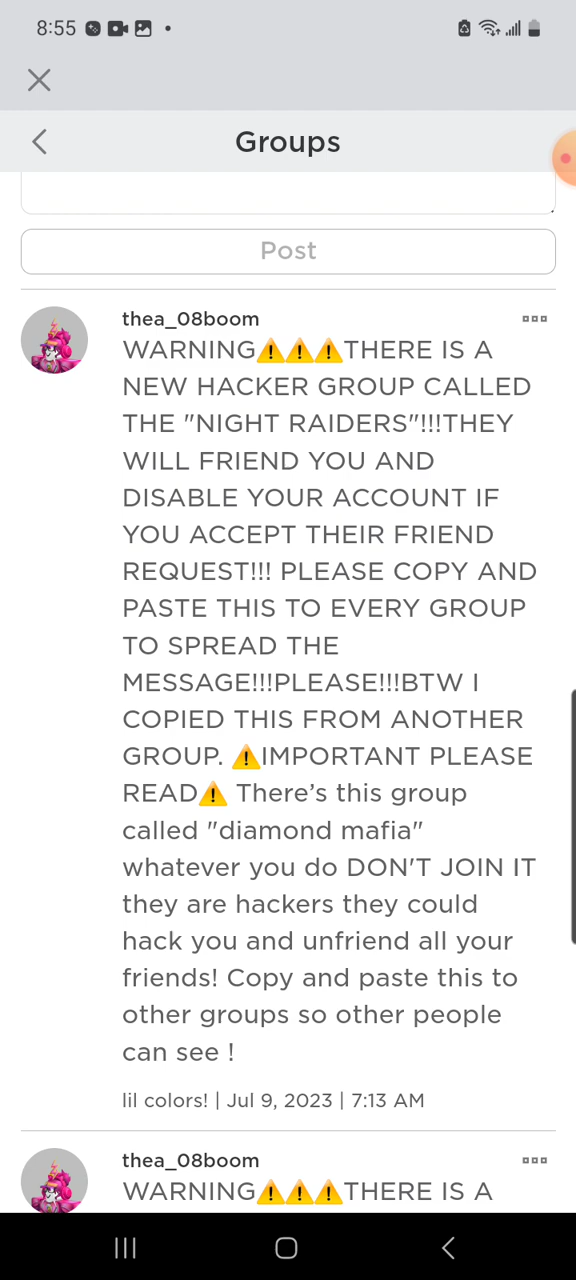 8:55
Groups
Post
thea_08boom
WARNING⚠️⚠️⚠️THERE IS A
NEW HACKER GROUP CALLED
THE "NIGHT RAIDERS"!!!THEY
WILL FRIEND YOU AND
DISABLE YOUR ACCOUNT IF
YOU ACCEPT THEIR FRIEND
REQUEST!!! PLEASE COPY AND
PASTE THIS TO EVERY GROUP
TO SPREAD THE
MESSAGE!!!PLEASE!!!BTW I
COPIED THIS FROM ANOTHER
GROUP. ⚠️IMPORTANT PLEASE
READ⚠️ There’s this group
called "diamond mafia"
whatever you do DON'T JOIN IT
they are hackers they could
hack you and unfriend all your
friends! Copy and paste this to
other groups so other people
can see !
lil colors! | Jul 9, 2023 | 7:13 AM
thea_08boom
WARNING⚠️⚠️⚠️THERE IS A